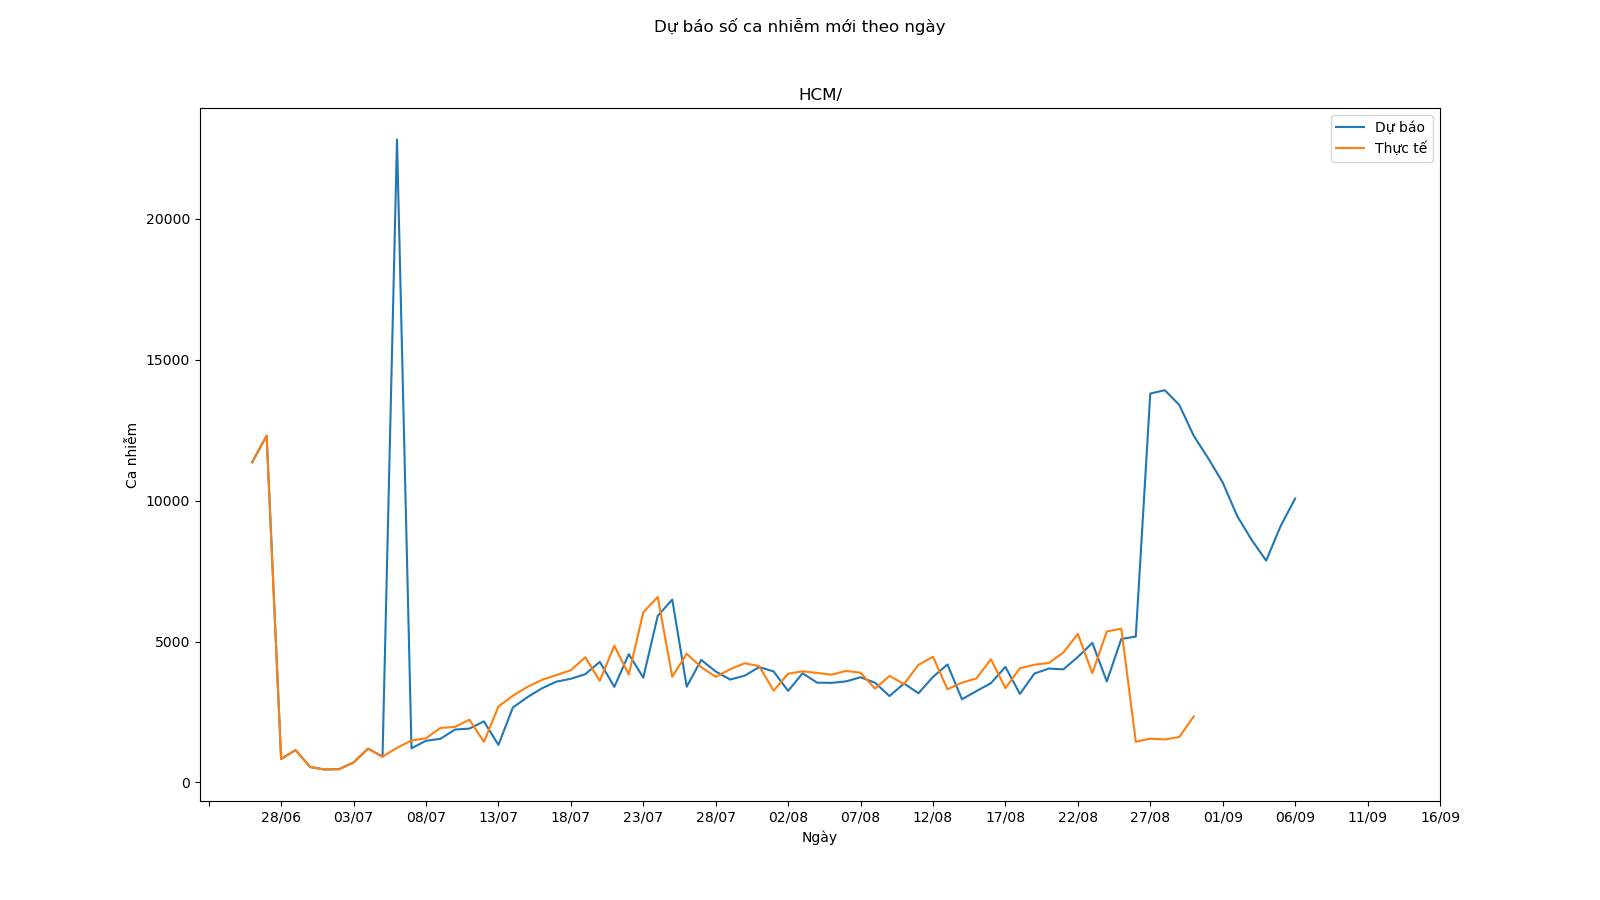 Dự báo số ca nhiễm mới theo ngày
HCM/
Dự báo
Thực tế
20000
15000
10000
5000
0
Ca nhiễm
28/06 03/07 08/07 13/07 18/07 23/07 28/07 02/08 07/08 12/08 17/08 22/08 27/08 01/09 06/09 11/09 16/09
Ngày